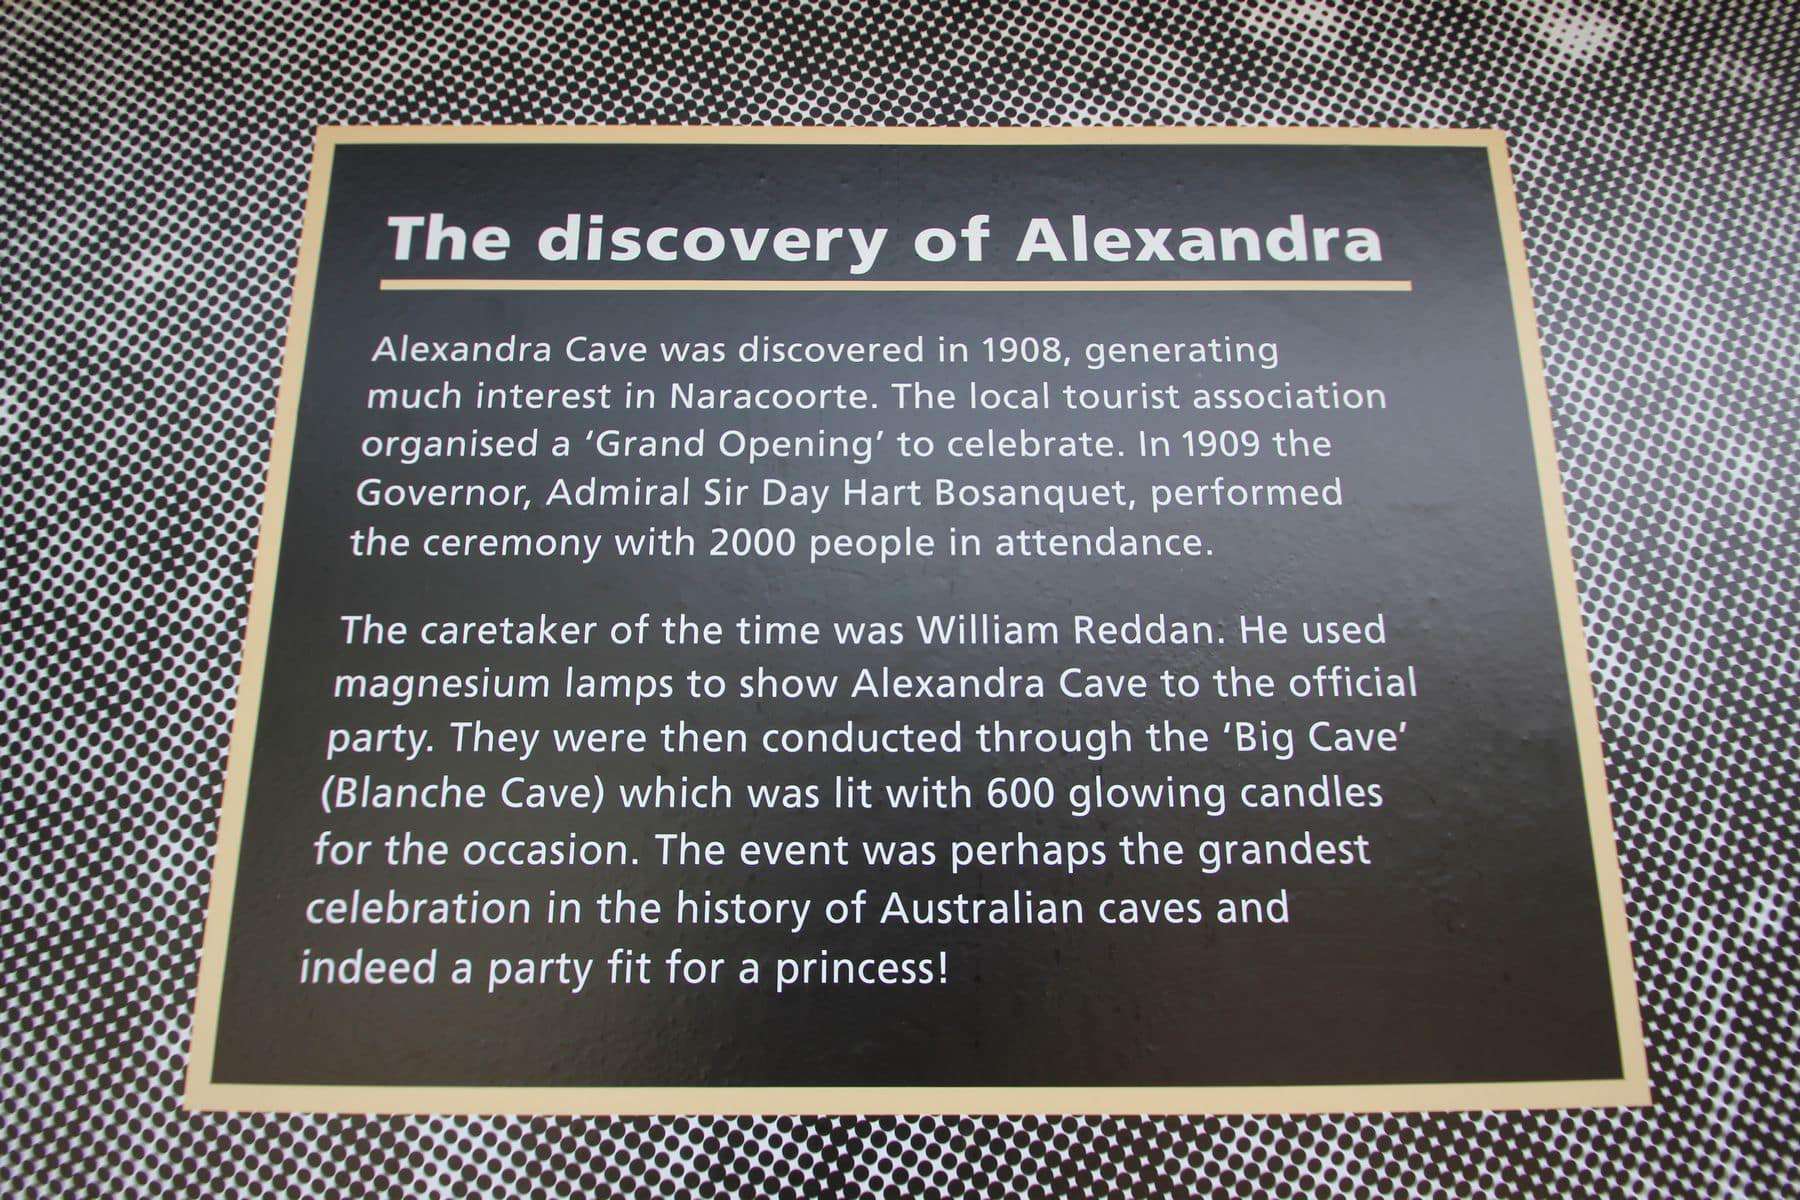 The discovery of Alexandra
Alexandra Cave was discovered in 1908, generating
much interest in Naracoorte. The local tourist association
organised a ‘Grand Opening’ to celebrate. In 1909 the
Governor, Admiral Sir Day Hart Bosanquet, performed
the ceremony with 2000 people in attendance.
The caretaker of the time was William Reddan. He used
magnesium lamps to show Alexandra Cave to the official
party. They were then conducted through the ‘Big Cave’
(Blanche Cave) which was lit with 600 glowing candles
for the occasion. The event was perhaps the grandest
celebration in the history of Australian caves and
indeed a party fit for a princess!